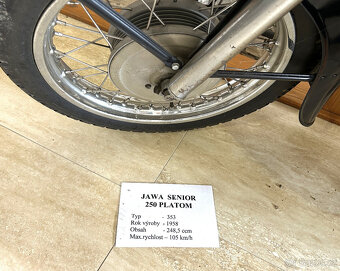 JAWA SENIOR
250 PLATOM
Typ - 353
Rok výroby - 1958
Obsah - 248,5 ccm
Max.rychlost – 105 km/h